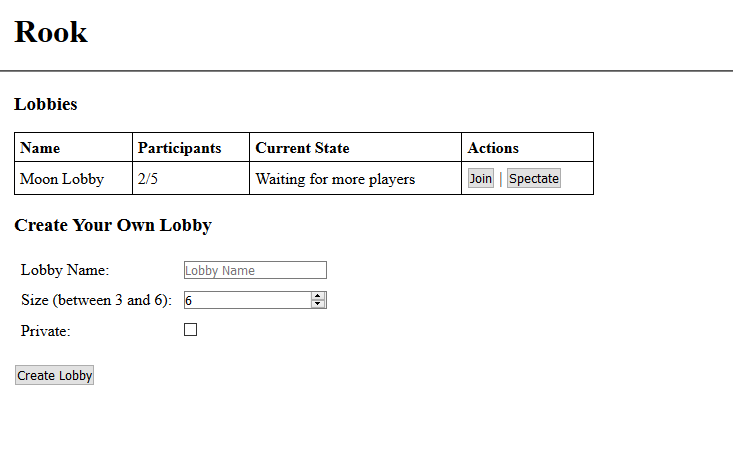 Rook
Lobbies
Name Participants Current State Actions
Moon Lobby 2/5 Waiting for more players Join | Spectate
Create Your Own Lobby
Lobby Name: Lobby Name
Size (between 3 and 6): 6
Private:
Create Lobby